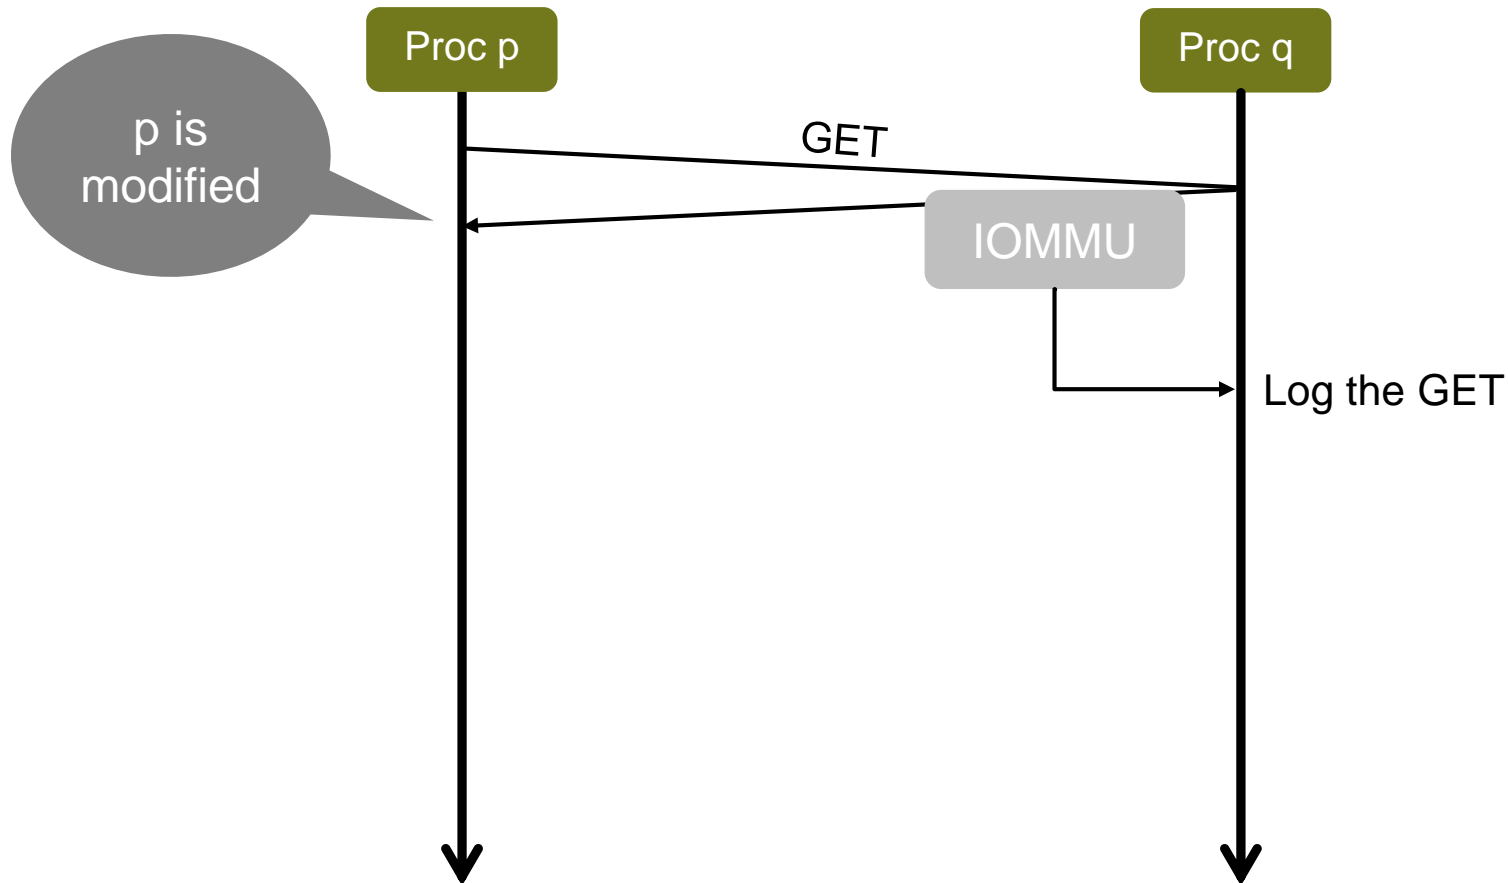 Proc p
Proc q
p is
modified
GET
IOMMU
Log the GET